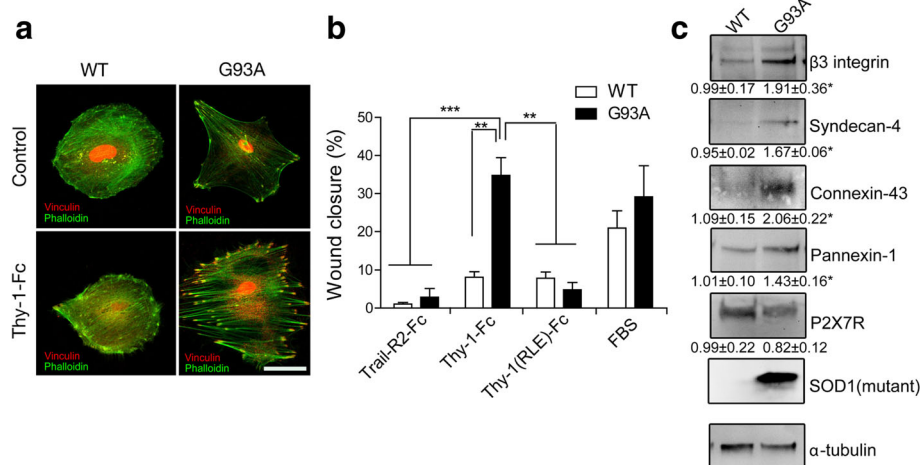 a
WT
G93A
Control
Vinculin
Phalloidin
Vinculin
Phalloidin
Thy-1-Fc
Vinculin
Phalloidin
Vinculin
Phalloidin
b
WT
G93A
Wound closure (%)
50
40
30
20
10
0
***
**
**
Trail-R2-Fc
Thy-1-Fc
Thy-1(RLE)-Fc
FBS
c
WT
G93A
β3 integrin
0.99±0.17 1.91±0.36*
Syndecan-4
0.95±0.02 1.67±0.06*
Connexin-43
1.09±0.15 2.06±0.22*
Pannexin-1
1.01±0.10 1.43±0.16*
P2X7R
0.99±0.22 0.82±0.12
SOD1(mutant)
α-tubulin